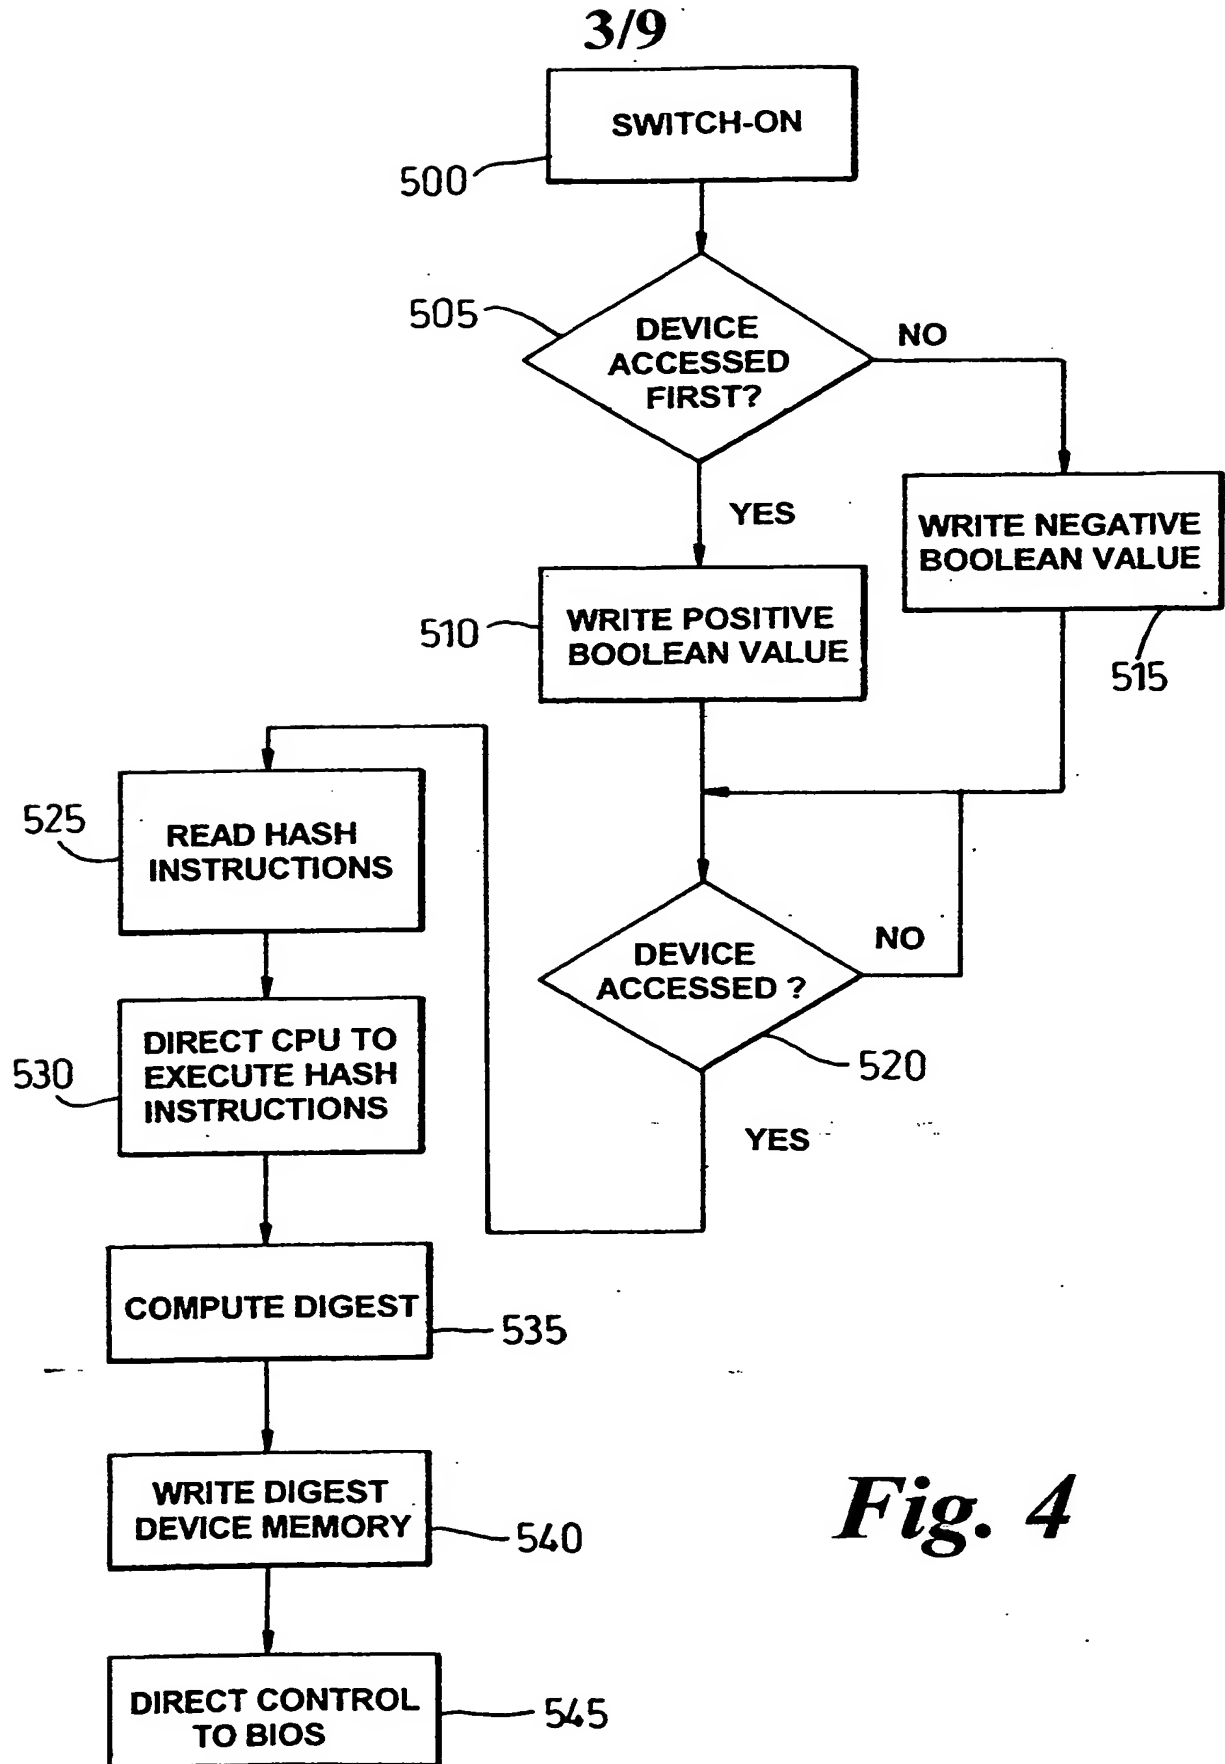 3/9
SWITCH-ON
500
505
DEVICE
ACCESSED
FIRST?
NO
YES
WRITE NEGATIVE
BOOLEAN VALUE
515
510
WRITE POSITIVE
BOOLEAN VALUE
525
READ HASH
INSTRUCTIONS
DEVICE
ACCESSED ?
NO
520
YES
530
DIRECT CPU TO
EXECUTE HASH
INSTRUCTIONS
COMPUTE DIGEST
535
WRITE DIGEST
DEVICE MEMORY
540
Fig. 4
DIRECT CONTROL
TO BIOS
545